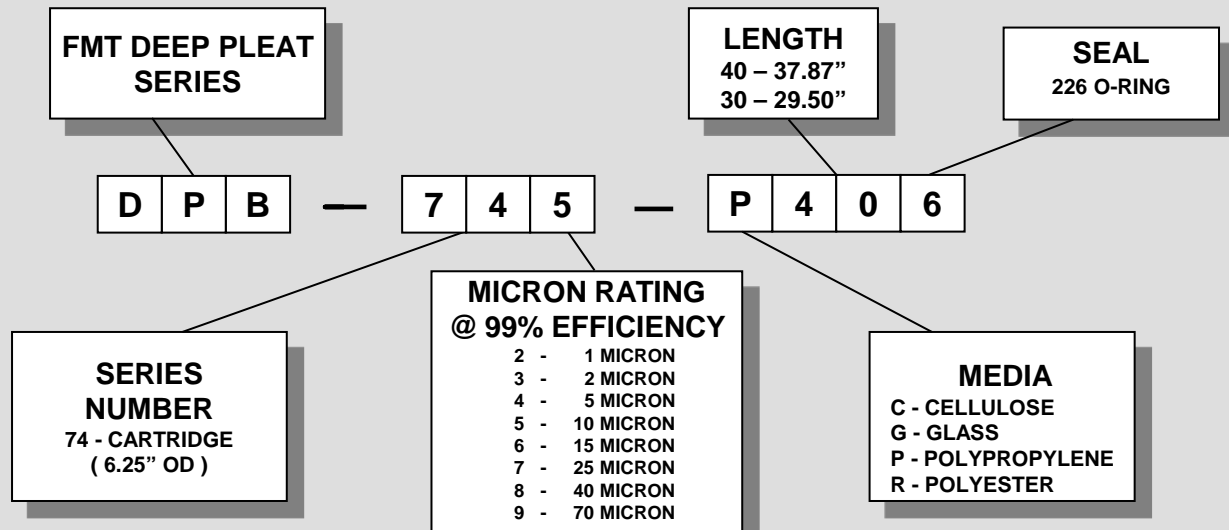 FMT DEEP PLEAT
SERIES
LENGTH
40 – 37.87”
30 – 29.50”
SEAL
226 O-RING
D P B — 7 4 5 — P 4 0 6
SERIES
NUMBER
74 - CARTRIDGE
( 6.25” OD )
MICRON RATING
@ 99% EFFICIENCY
2 - 1 MICRON
3 - 2 MICRON
4 - 5 MICRON
5 - 10 MICRON
6 - 15 MICRON
7 - 25 MICRON
8 - 40 MICRON
9 - 70 MICRON
MEDIA
C - CELLULOSE
G - GLASS
P - POLYPROPYLENE
R - POLYESTER